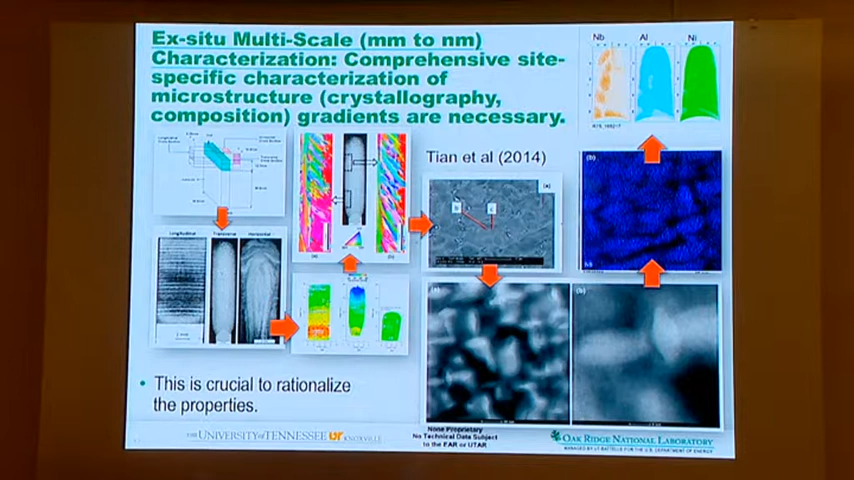 Ex-situ Multi-Scale (mm to nm)
Characterization: Comprehensive site-
specific characterization of
microstructure (crystallography,
composition) gradients are necessary.
Nb Al Ni
Tian et al (2014)
(a)
(b)
Longitudinal Transverse Horizontal
(a) (b)
(b)
• This is crucial to rationalize
the properties.
THE UNIVERSITY of TENNESSEE UT KNOXVILLE
None Proprietary
No Technical Data Subject
to the EAR or UTAR
OAK RIDGE NATIONAL LABORATORY
MANAGED BY UT-BATTELLE FOR THE U.S. DEPARTMENT OF ENERGY